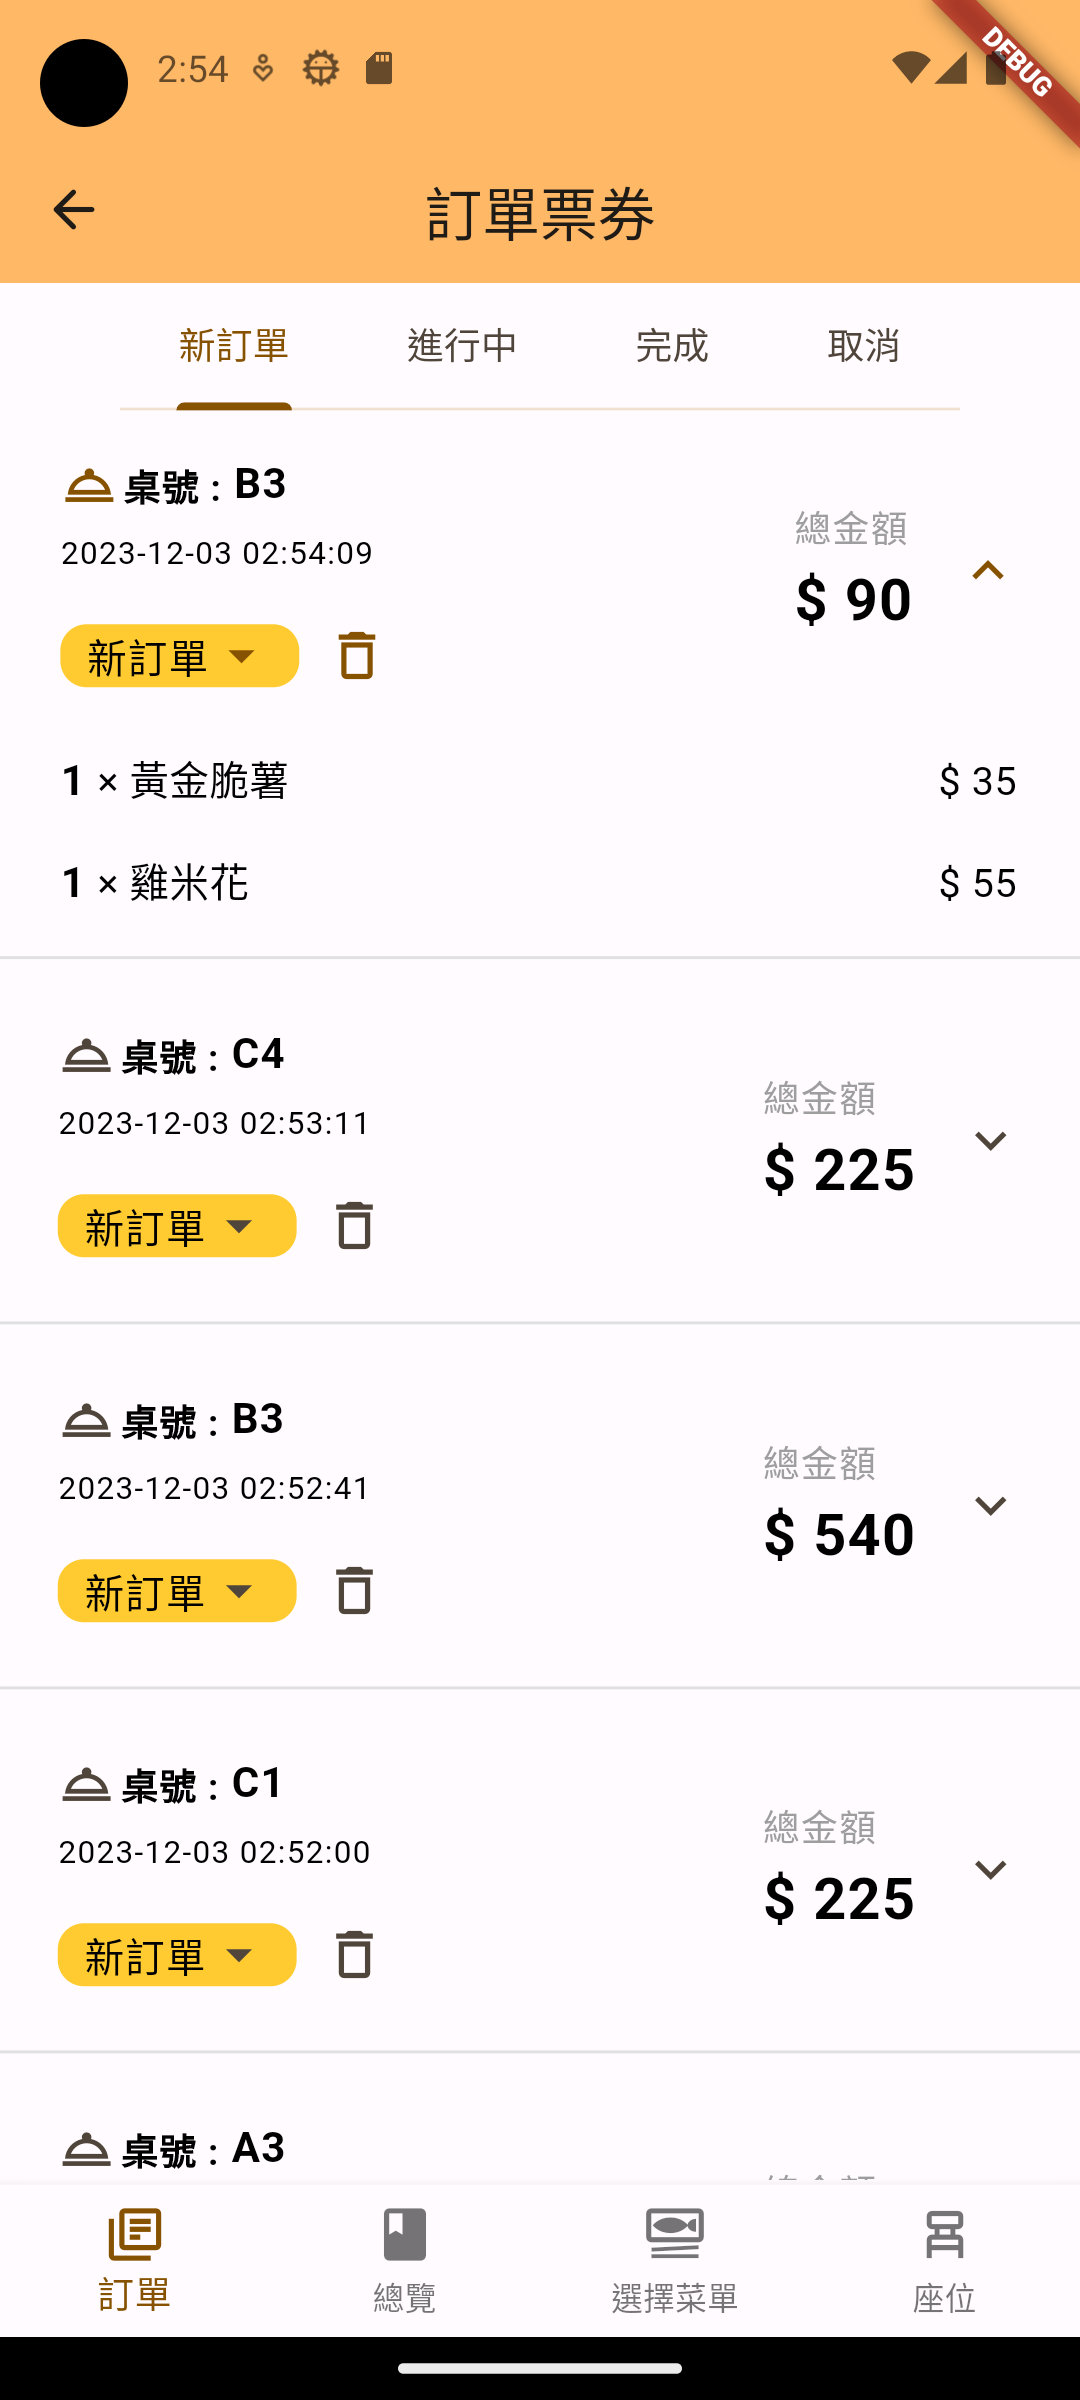 2:54
DEBUG
訂單票券
新訂單 進行中 完成 取消
桌號 : B3
2023-12-03 02:54:09
總金額
$ 90
新訂單
1 × 黃金脆薯 $ 35
1 × 雞米花 $ 55
桌號 : C4
2023-12-03 02:53:11
總金額
$ 225
新訂單
桌號 : B3
2023-12-03 02:52:41
總金額
$ 540
新訂單
桌號 : C1
2023-12-03 02:52:00
總金額
$ 225
新訂單
桌號 : A3
訂單 總覽 選擇菜單 座位